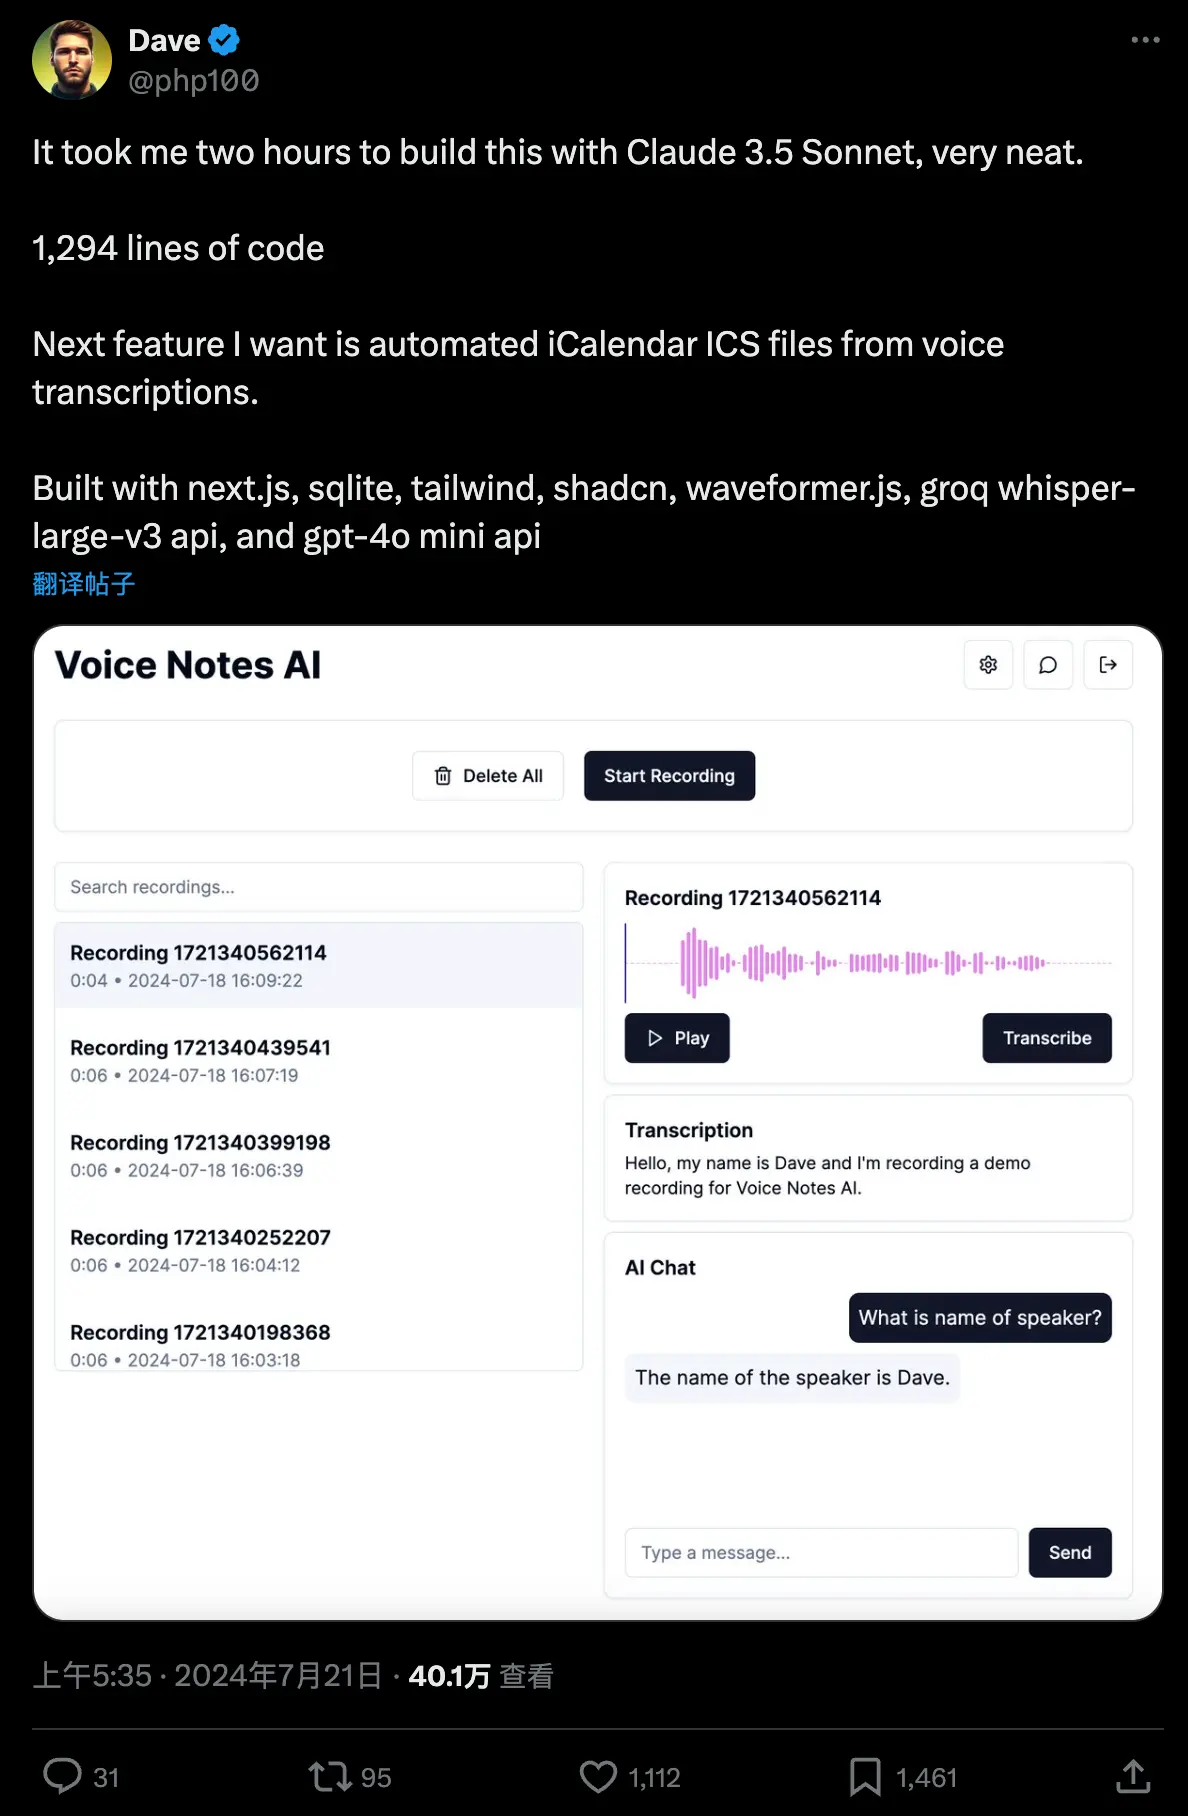 Dave
@php100
It took me two hours to build this with Claude 3.5 Sonnet, very neat.
1,294 lines of code
Next feature I want is automated iCalendar ICS files from voice
transcriptions.
Built with next.js, sqlite, tailwind, shadcn, waveformer.js, groq whisper-
large-v3 api, and gpt-4o mini api
翻译帖子
Voice Notes AI
Delete All
Start Recording
Search recordings...
Recording 1721340562114
0:04 • 2024-07-18 16:09:22
Recording 1721340439541
0:06 • 2024-07-18 16:07:19
Recording 1721340399198
0:06 • 2024-07-18 16:06:39
Recording 1721340252207
0:06 • 2024-07-18 16:04:12
Recording 1721340198368
0:06 • 2024-07-18 16:03:18
Recording 1721340562114
Play
Transcribe
Transcription
Hello, my name is Dave and I'm recording a demo
recording for Voice Notes AI.
AI Chat
What is name of speaker?
The name of the speaker is Dave.
Type a message...
Send
上午5:35 · 2024年7月21日 · 40.1万 查看
31
95
1,112
1,461